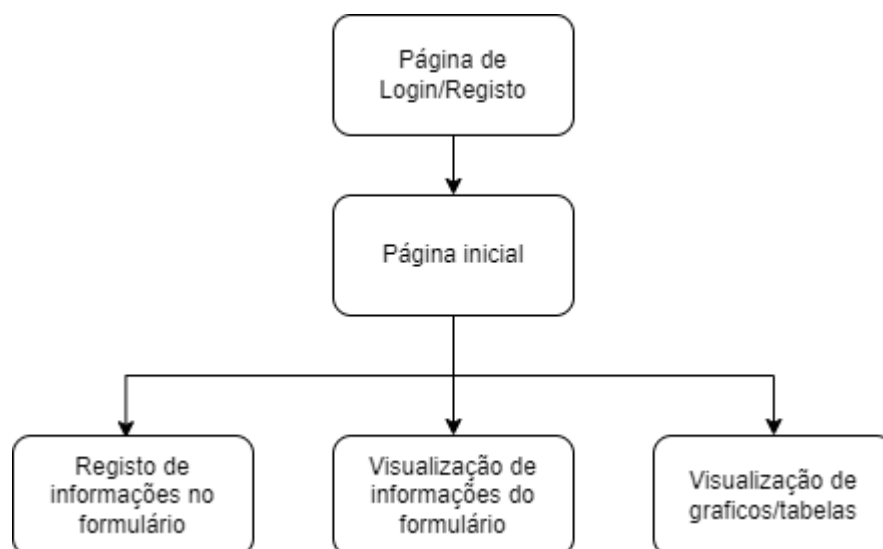 Página de
Login/Registo
Página inicial
Registo de
informações no
formulário
Visualização de
informações do
formulário
Visualização de
graficos/tabelas